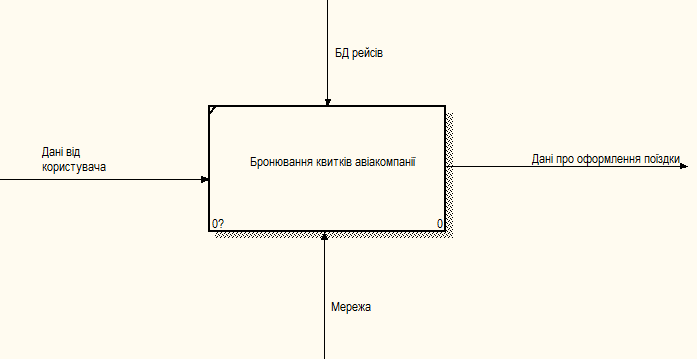 БД рейсів
Дані від
користувача
Бронювання квитків авіакомпанії
Дані про оформлення поїздки
0?
0
Мережа